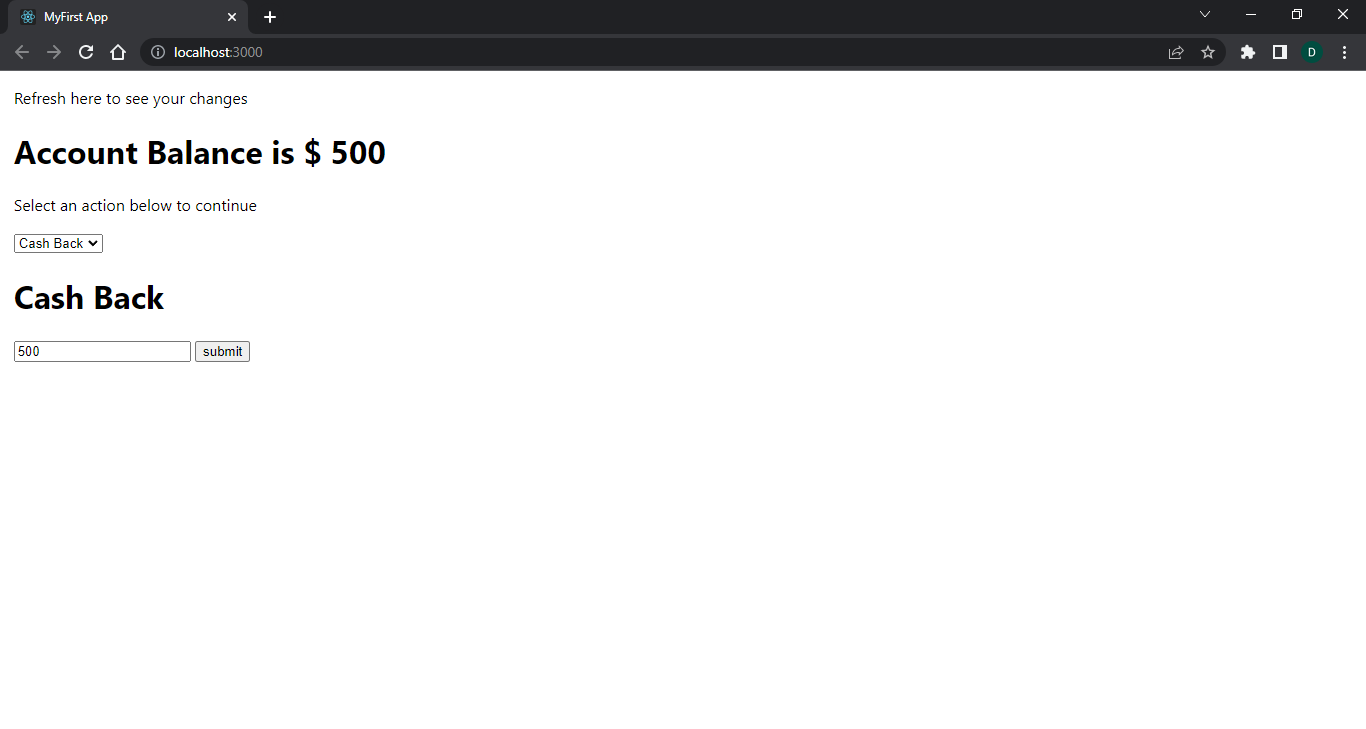 MyFirst App
localhost:3000
D
Refresh here to see your changes
Account Balance is $ 500
Select an action below to continue
Cash Back
Cash Back
500 submit